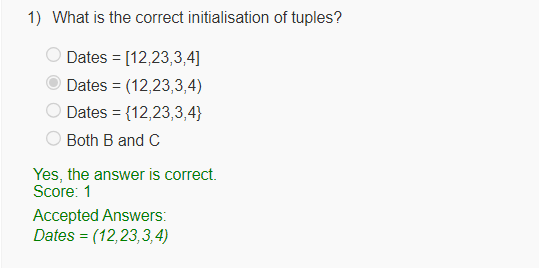 1) What is the correct initialisation of tuples?
Dates = [12,23,3,4]
Dates = (12,23,3,4)
Dates = {12,23,3,4}
Both B and C
Yes, the answer is correct.
Score: 1
Accepted Answers:
Dates = (12,23,3,4)